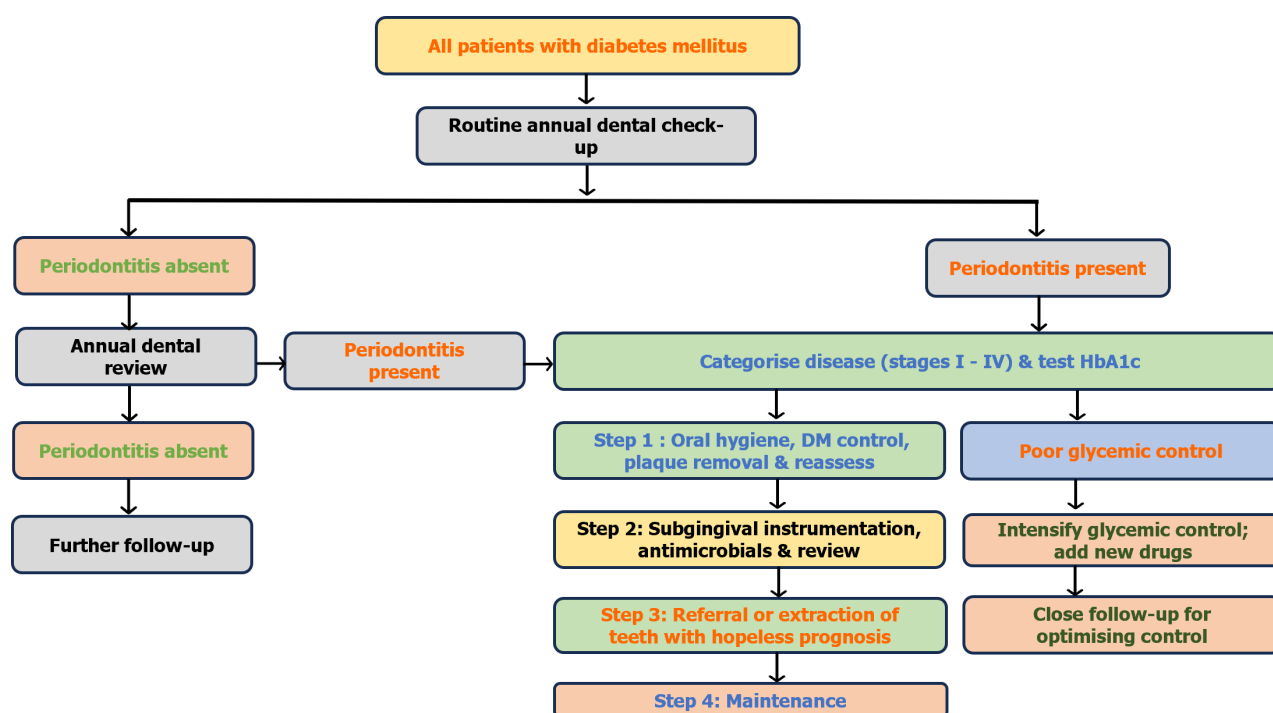 All patients with diabetes mellitus
Routine annual dental check-
up
Periodontitis absent
Periodontitis present
Annual dental
review
Periodontitis
present
Categorise disease (stages I - IV) & test HbA1c
Periodontitis absent
Step 1 : Oral hygiene, DM control,
plaque removal & reassess
Poor glycemic control
Further follow-up
Step 2: Subgingival instrumentation,
antimicrobials & review
Intensify glycemic control;
add new drugs
Step 3: Referral or extraction of
teeth with hopeless prognosis
Close follow-up for
optimising control
Step 4: Maintenance